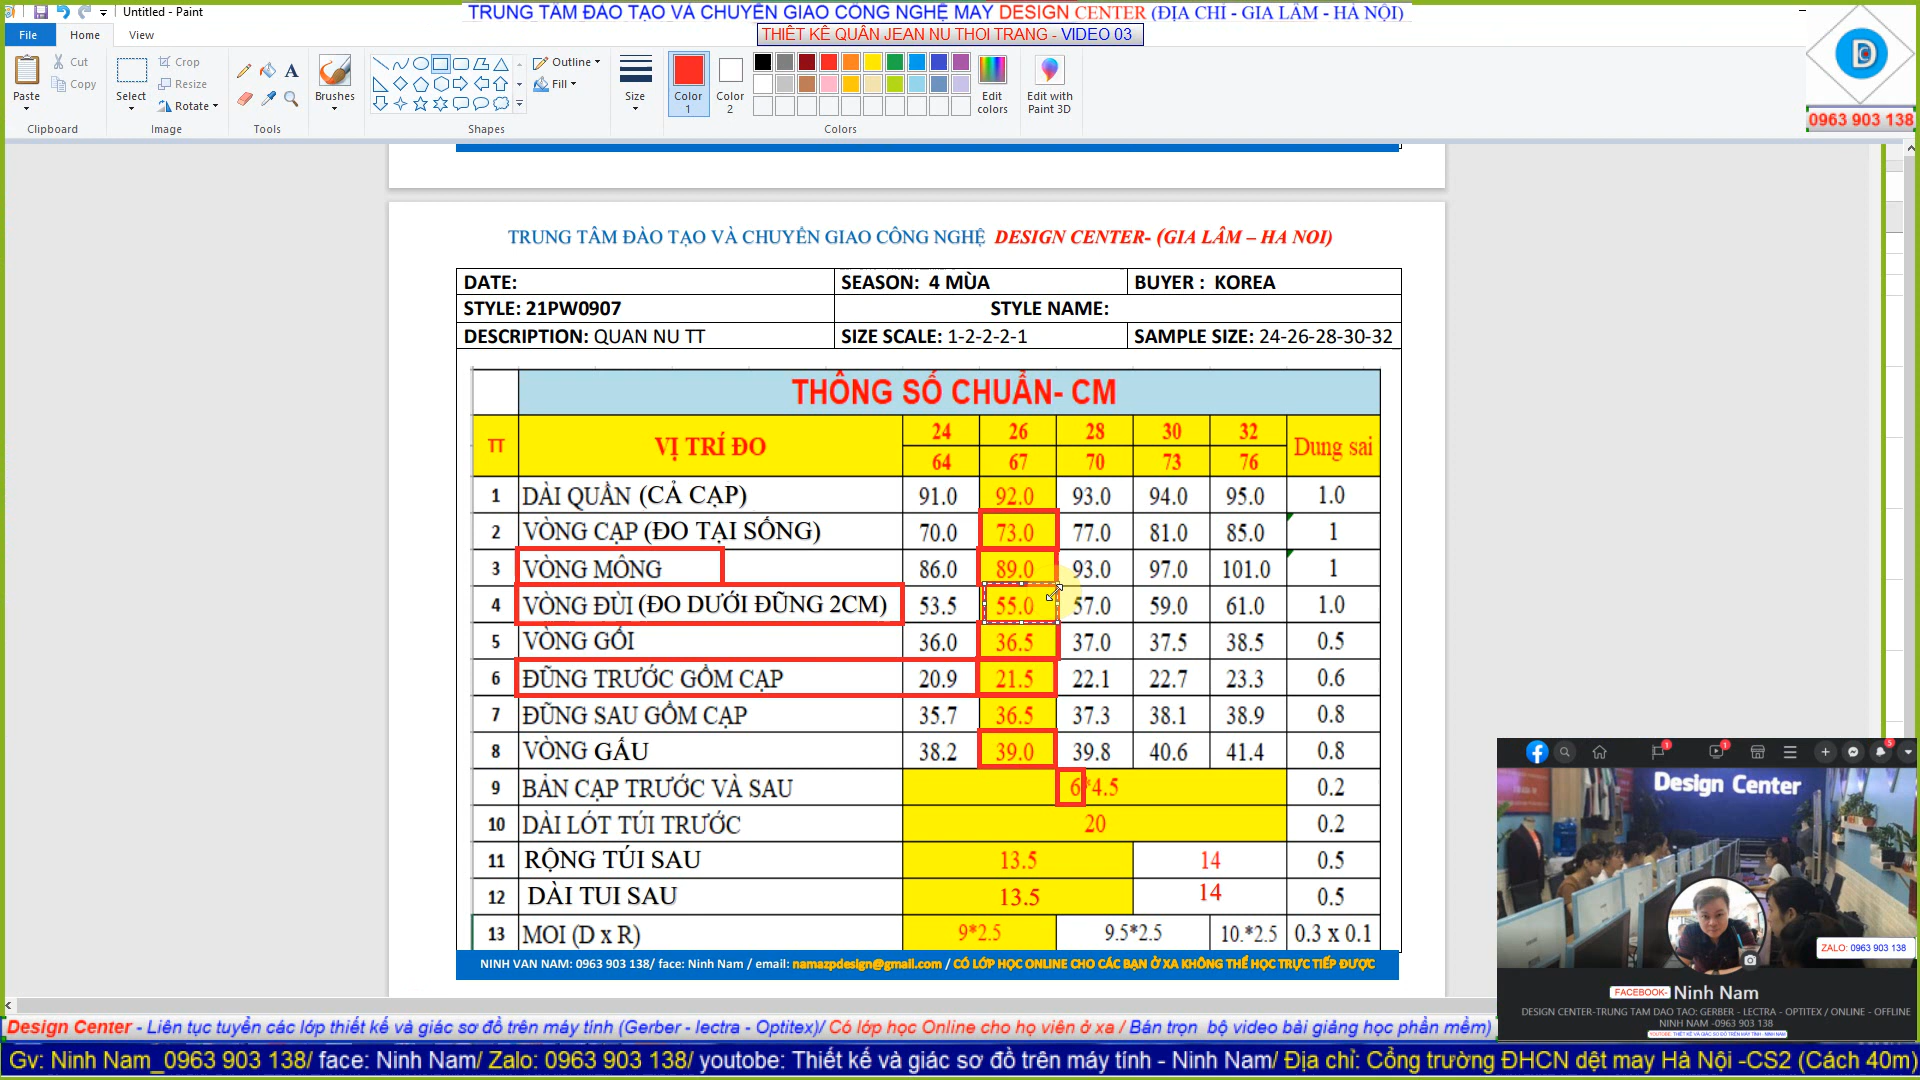 Untitled - Paint
TRUNG TÂM ĐÀO TẠO VÀ CHUYỂN GIAO CÔNG NGHỆ MAY DESIGN CENTER (ĐỊA CHỈ - GIA LÂM - HÀ NỘI)
THIẾT KẾ QUẦN JEAN NU THOI TRANG - VIDEO 03
File Home View
Paste Cut Copy Select Crop Resize Rotate Brushes Outline Fill Size Color 1 Color 2 Edit colors Edit with Paint 3D
Clipboard Image Tools Shapes Colors
0963 903 138
TRUNG TÂM ĐÀO TẠO VÀ CHUYỂN GIAO CÔNG NGHỆ DESIGN CENTER- (GIA LÂM – HA NOI)
DATE: SEASON: 4 MÙA BUYER : KOREA
STYLE: 21PW0907 STYLE NAME:
DESCRIPTION: QUAN NU TT SIZE SCALE: 1-2-2-2-1 SAMPLE SIZE: 24-26-28-30-32
THÔNG SỐ CHUẨN- CM
TT VỊ TRÍ ĐO 24 26 28 30 32 Dung sai
64 67 70 73 76
1 DÀI QUẦN (CẢ CẠP) 91.0 92.0 93.0 94.0 95.0 1.0
2 VÒNG CẠP (ĐO TẠI SỐNG) 70.0 73.0 77.0 81.0 85.0 1
3 VÒNG MÔNG 86.0 89.0 93.0 97.0 101.0 1
4 VÒNG ĐÙI (ĐO DƯỚI ĐŨNG 2CM) 53.5 55.0 57.0 59.0 61.0 1.0
5 VÒNG GỐI 36.0 36.5 37.0 37.5 38.5 0.5
6 ĐŨNG TRƯỚC GỒM CẠP 20.9 21.5 22.1 22.7 23.3 0.6
7 ĐŨNG SAU GỒM CẠP 35.7 36.5 37.3 38.1 38.9 0.8
8 VÒNG GẤU 38.2 39.0 39.8 40.6 41.4 0.8
9 BẢN CẠP TRƯỚC VÀ SAU 6*4.5 0.2
10 DÀI LÓT TÚI TRƯỚC 20 0.2
11 RỘNG TÚI SAU 13.5 14 0.5
12 DÀI TUI SAU 13.5 14 0.5
13 MOI (D x R) 9*2.5 9.5*2.5 10.*2.5 0.3 x 0.1
NINH VAN NAM: 0963 903 138/ face: Ninh Nam / email: namazpdesign@gmail.com / CÓ LỚP HỌC ONLINE CHO CÁC BẠN Ở XA KHÔNG THỂ HỌC TRỰC TIẾP ĐƯỢC
Design Center
ZALO: 0963 903 138
FACEBOOK- Ninh Nam
DESIGN CENTER-TRUNG TAM DAO TAO: GERBER - LECTRA - OPTITEX / ONLINE - OFFLINE
NINH NAM -0963 903 138
Design Center - Liên tục tuyển các lớp thiết kế và giác sơ đồ trên máy tính (Gerber - lectra - Optitex)/ Có lớp học Online cho họ viên ở xa / Bán trọn bộ video bài giảng học phần mềm)
Gv: Ninh Nam_0963 903 138/ face: Ninh Nam/ Zalo: 0963 903 138/ youtobe: Thiết kế và giác sơ đồ trên máy tính - Ninh Nam/ Địa chỉ: Cổng trường ĐHCN dệt may Hà Nội -CS2 (Cách 40m)